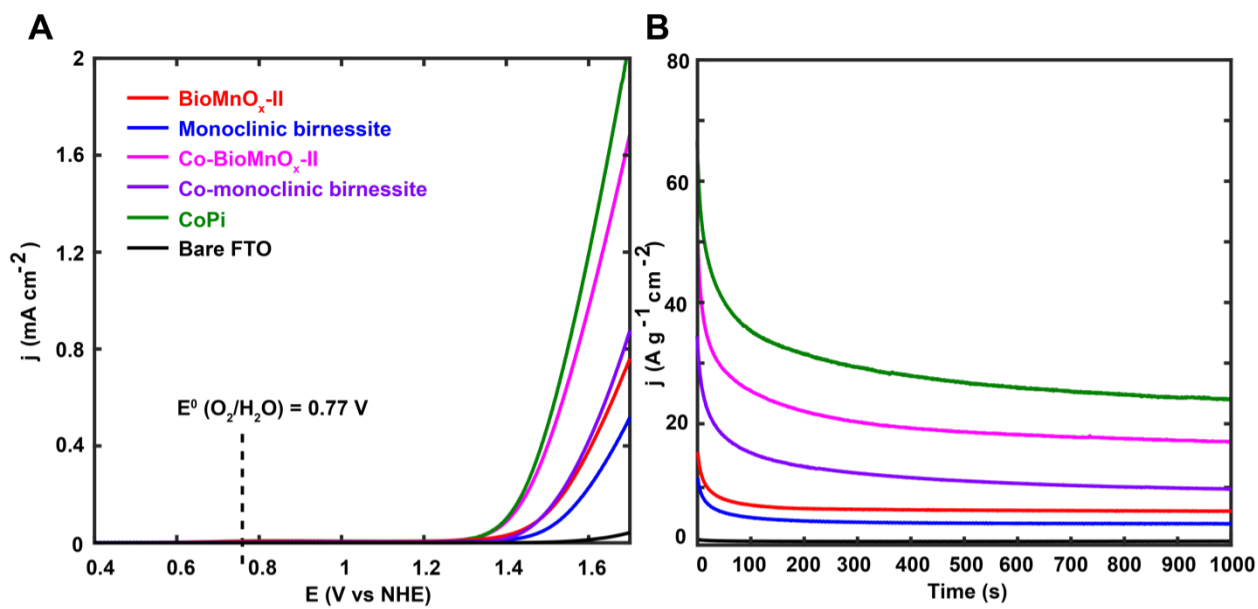 A
2
1.6
1.2
0.8
0.4
0
j (mA cm⁻²)
BioMnOₓ-II
Monoclinic birnessite
Co-BioMnOₓ-II
Co-monoclinic birnessite
CoPi
Bare FTO
E⁰ (O₂/H₂O) = 0.77 V
0.4 0.6 0.8 1 1.2 1.4 1.6
E (V vs NHE)
B
80
60
40
20
0
j (A g⁻¹ cm⁻²)
0 100 200 300 400 500 600 700 800 900 1000
Time (s)